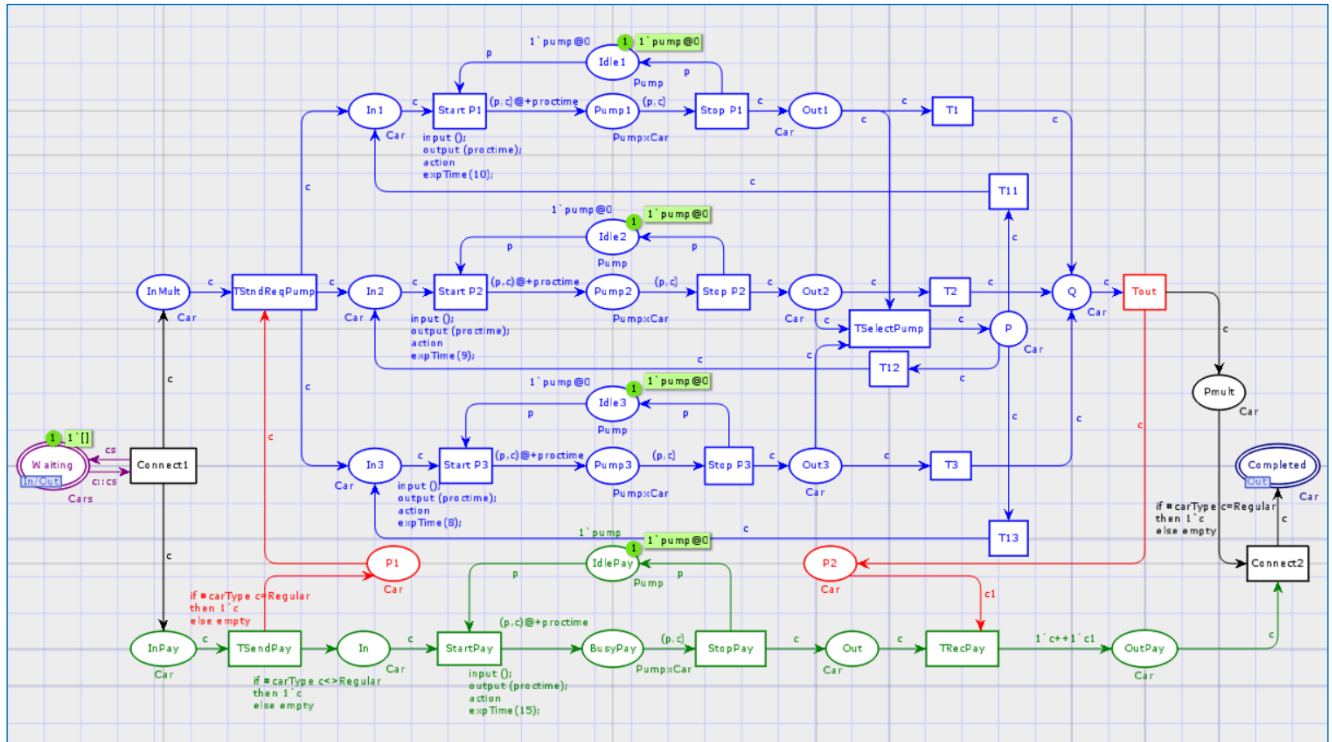 1`pump@0 1 1`pump@0
Idle1
p p
Pump
In1 c Start P1 (p,c)@+proctime Pump1 (p,c) Stop P1 c Out1 c T1
Car PumpxCar Car c c
input ();
output (proctime);
action
expTime(10);
c
c T11
1`pump@0 1 1`pump@0
Idle2
p p
Pump c
InMult c TStndReqPump c In2 c Start P2 (p,c)@+proctime Pump2 (p,c) Stop P2 c Out2 c T2 c Q c Tout
Car Car PumpxCar Car Car
input ();
output (proctime);
action
expTime(9);
c TSelectPump c P
Car
c c T12 c
c
c
1`pump@0 1 1`pump@0
Idle3
p p
Pump
c c
Pmult
Car
c c
1 1`[]
Waiting
In/Out
cs
c::cs
Cars
Connect1
In3 c Start P3 (p,c)@+proctime Pump3 (p,c) Stop P3 c Out3 c T3
Car PumpxCar Car
Completed
Out
Car
input ();
output (proctime);
action
expTime(8);
c
T13
if #carType c=Regular
then 1`c
else empty
c
c
1`pump 1 1`pump@0
P1
Car
IdlePay
p p
Pump
P2
Car
Connect2
if #carType c=Regular
then 1`c
else empty
c1
InPay c TSendPay c In c StartPay (p,c)@+proctime BusyPay (p,c) StopPay c Out c TRecPay 1`c++1`c1 OutPay c
Car Car PumpxCar Car Car
if #carType c<>Regular
then 1`c
else empty
input ();
output (proctime);
action
expTime(15);